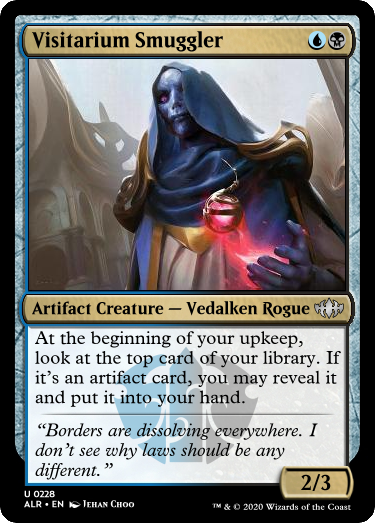 Visitarium Smuggler
Artifact Creature — Vedalken Rogue
At the beginning of your upkeep,
look at the top card of your library. If
it's an artifact card, you may reveal it
and put it into your hand.
“Borders are dissolving everywhere. I
don't see why laws should be any
different.”
2/3
U 0228
ALR • EN Jehan Choo
™ & © 2020 Wizards of the Coast